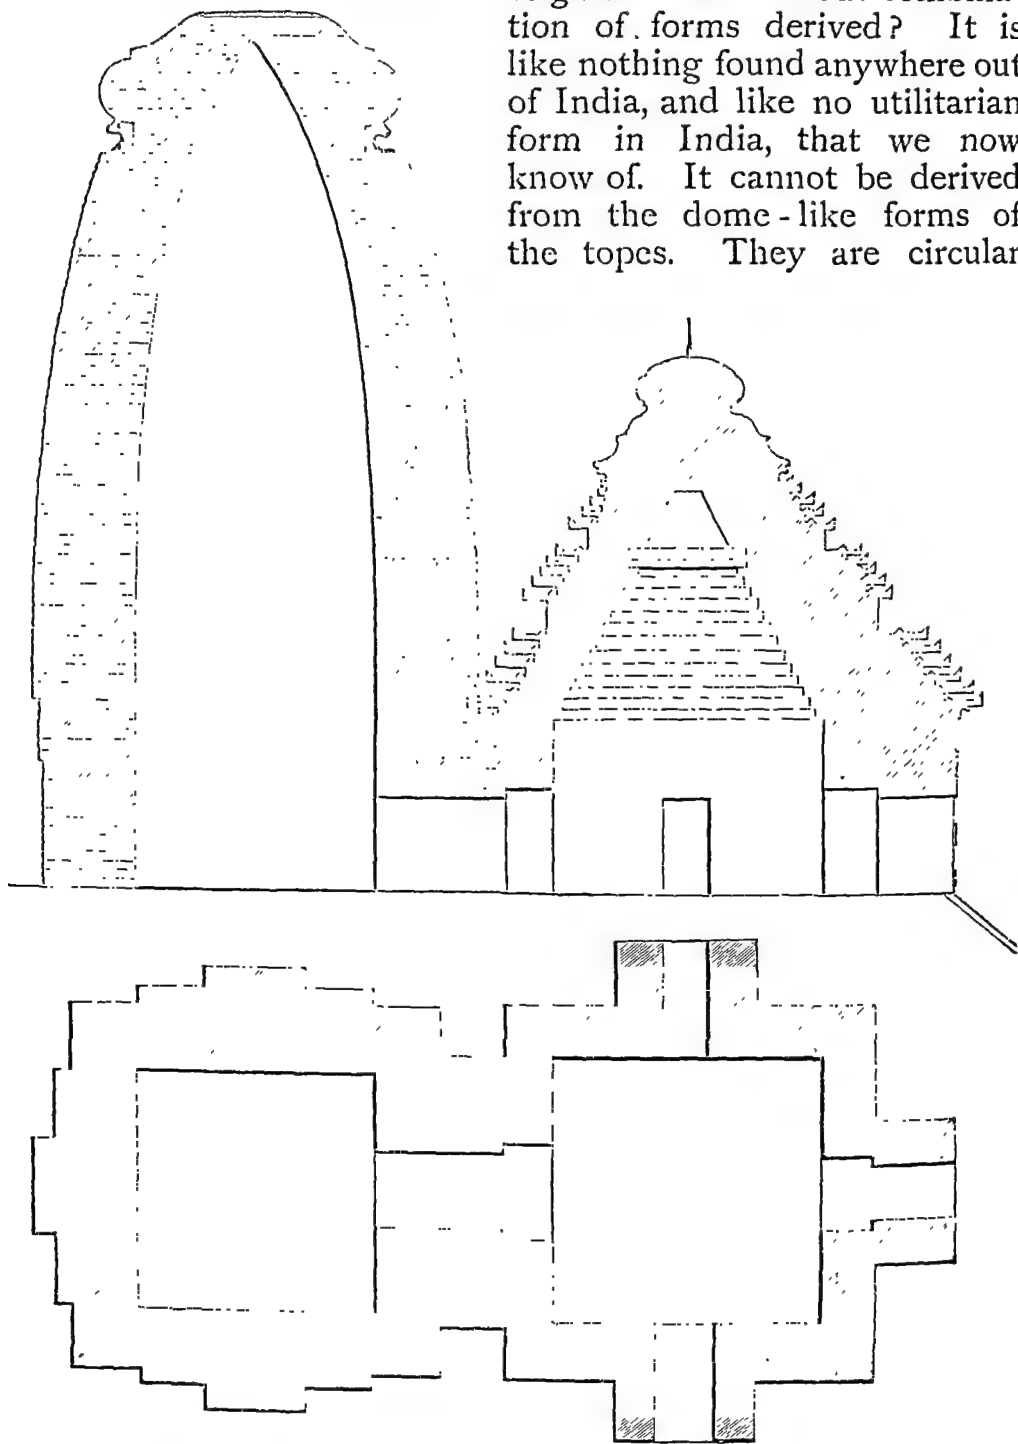 tion of forms derived? It is
like nothing found anywhere out
of India, and like no utilitarian
form in India, that we now
know of. It cannot be derived
from the dome-like forms of
the topes. They are circular